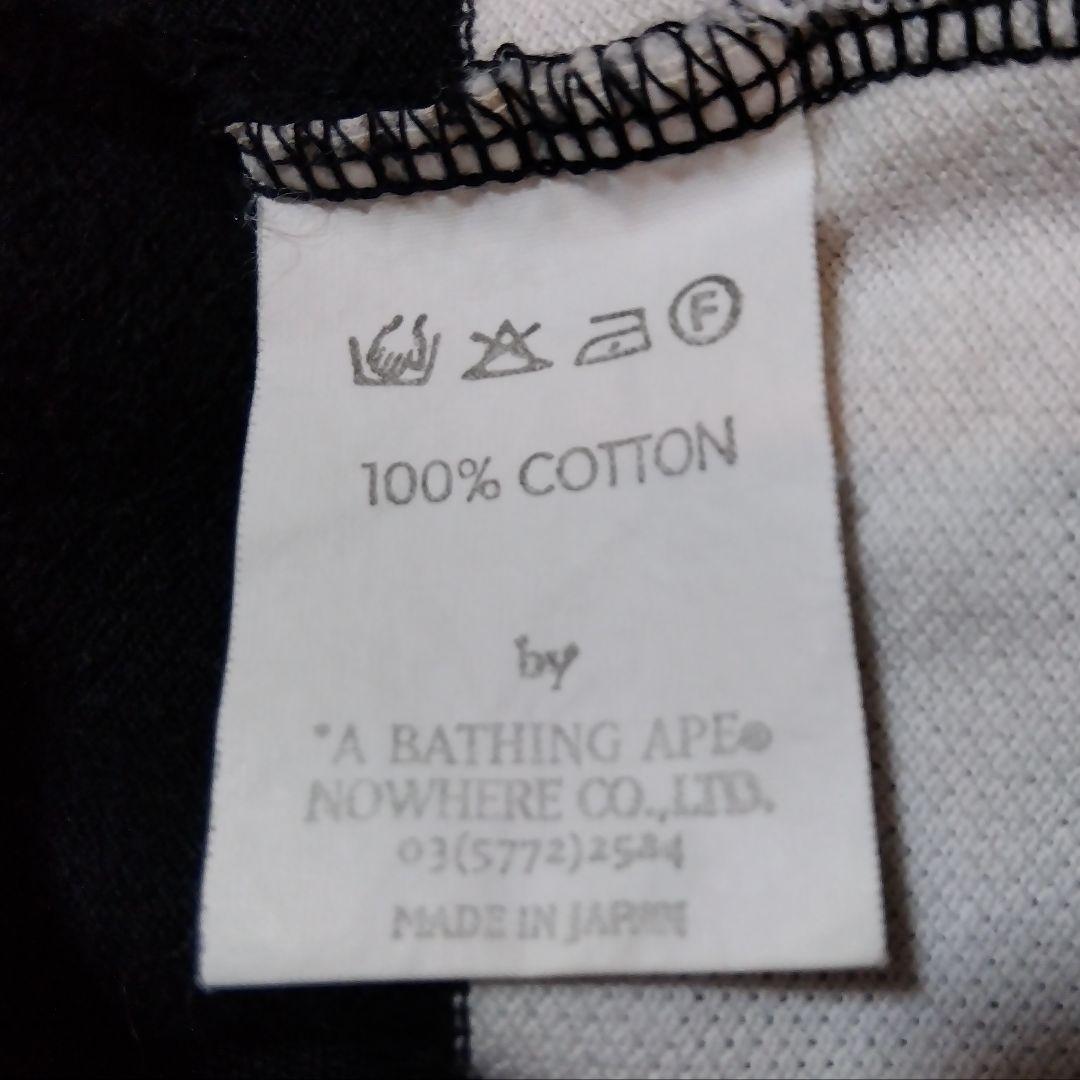 F
100% COTTON
by
*A BATHING APE®
NOWHERE CO.,LTD.
03(5772)2524
MADE IN JAPAN